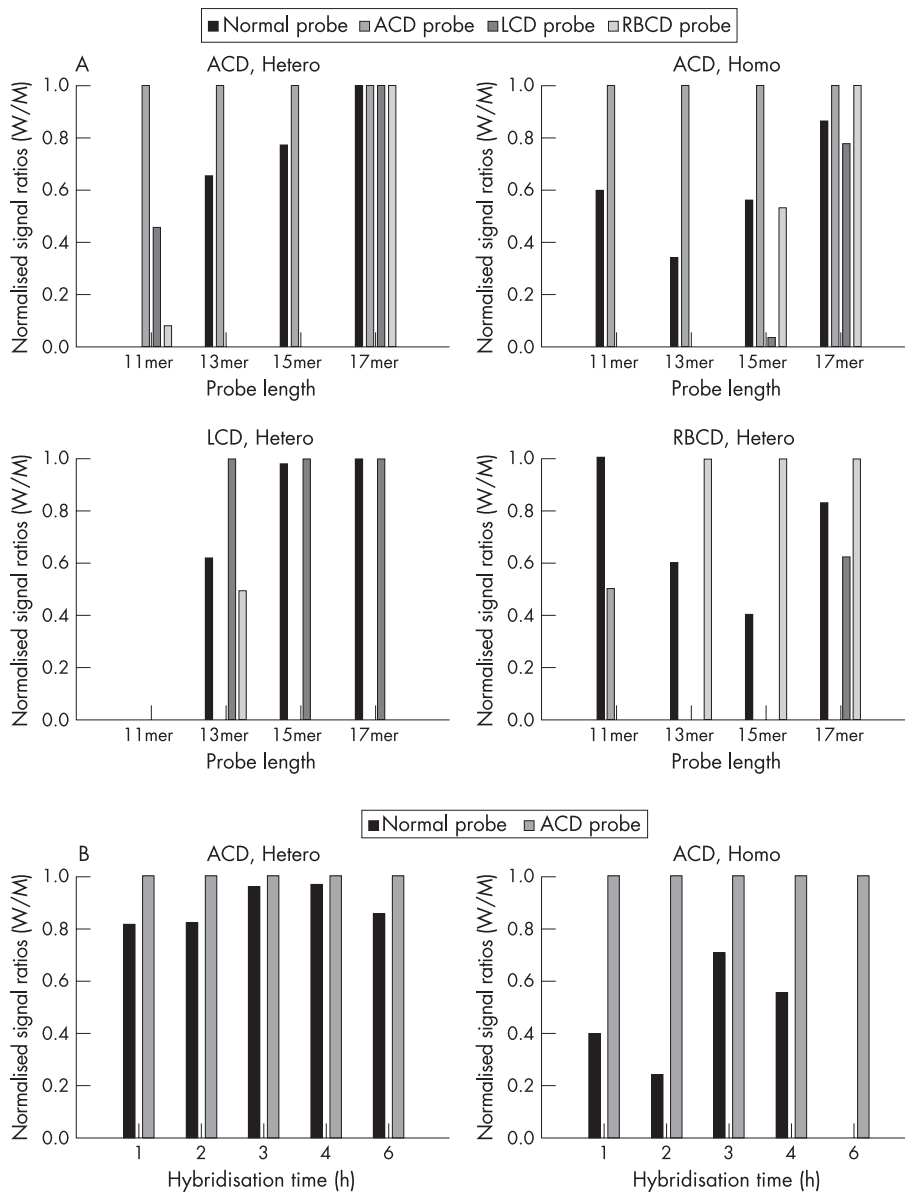 Normal probe ACD probe LCD probe RBCD probe
A
ACD, Hetero
Normalised signal ratios (W/M)
1.0
0.8
0.6
0.4
0.2
0.0
11mer 13mer 15mer 17mer
Probe length
ACD, Homo
Normalised signal ratios (W/M)
1.0
0.8
0.6
0.4
0.2
0.0
11mer 13mer 15mer 17mer
Probe length
LCD, Hetero
Normalised signal ratios (W/M)
1.0
0.8
0.6
0.4
0.2
0.0
11mer 13mer 15mer 17mer
Probe length
RBCD, Hetero
Normalised signal ratios (W/M)
1.0
0.8
0.6
0.4
0.2
0.0
11mer 13mer 15mer 17mer
Probe length
Normal probe ACD probe
B
ACD, Hetero
Normalised signal ratios (W/M)
1.0
0.8
0.6
0.4
0.2
0.0
1 2 3 4 6
Hybridisation time (h)
ACD, Homo
Normalised signal ratios (W/M)
1.0
0.8
0.6
0.4
0.2
0.0
1 2 3 4 6
Hybridisation time (h)